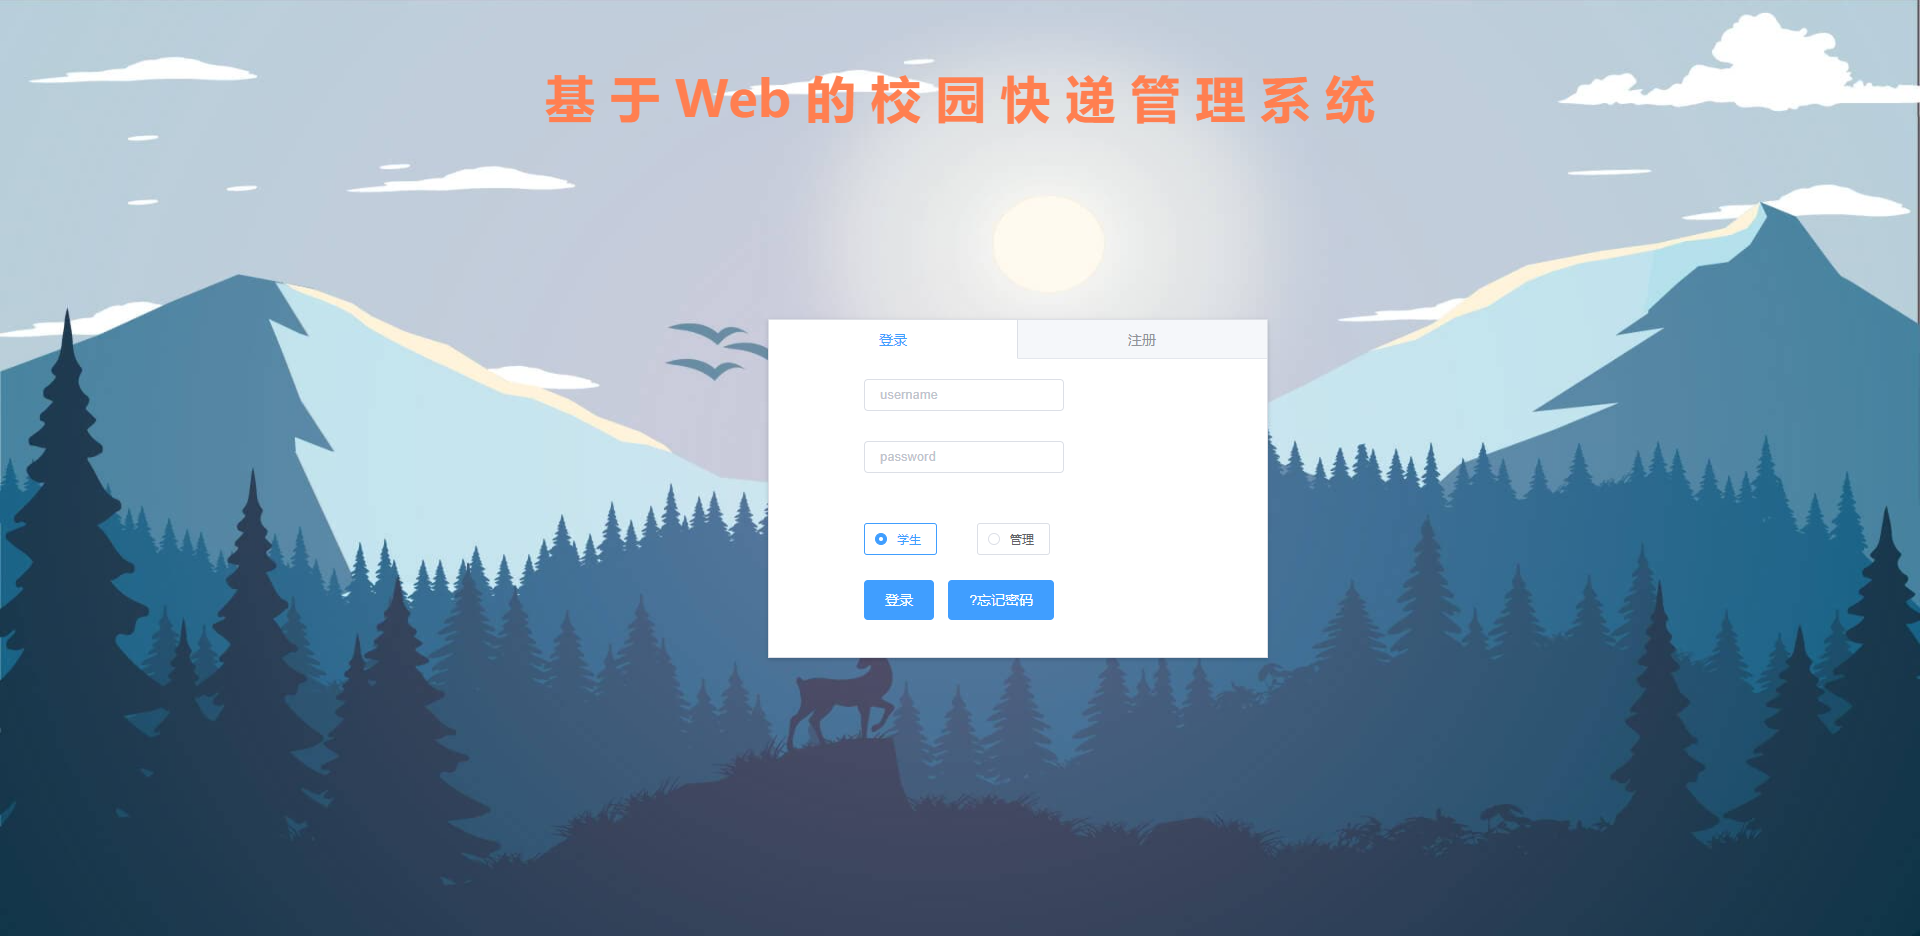 基于Web的校园快递管理系统
登录 注册
username
password
学生 管理
登录 ?忘记密码